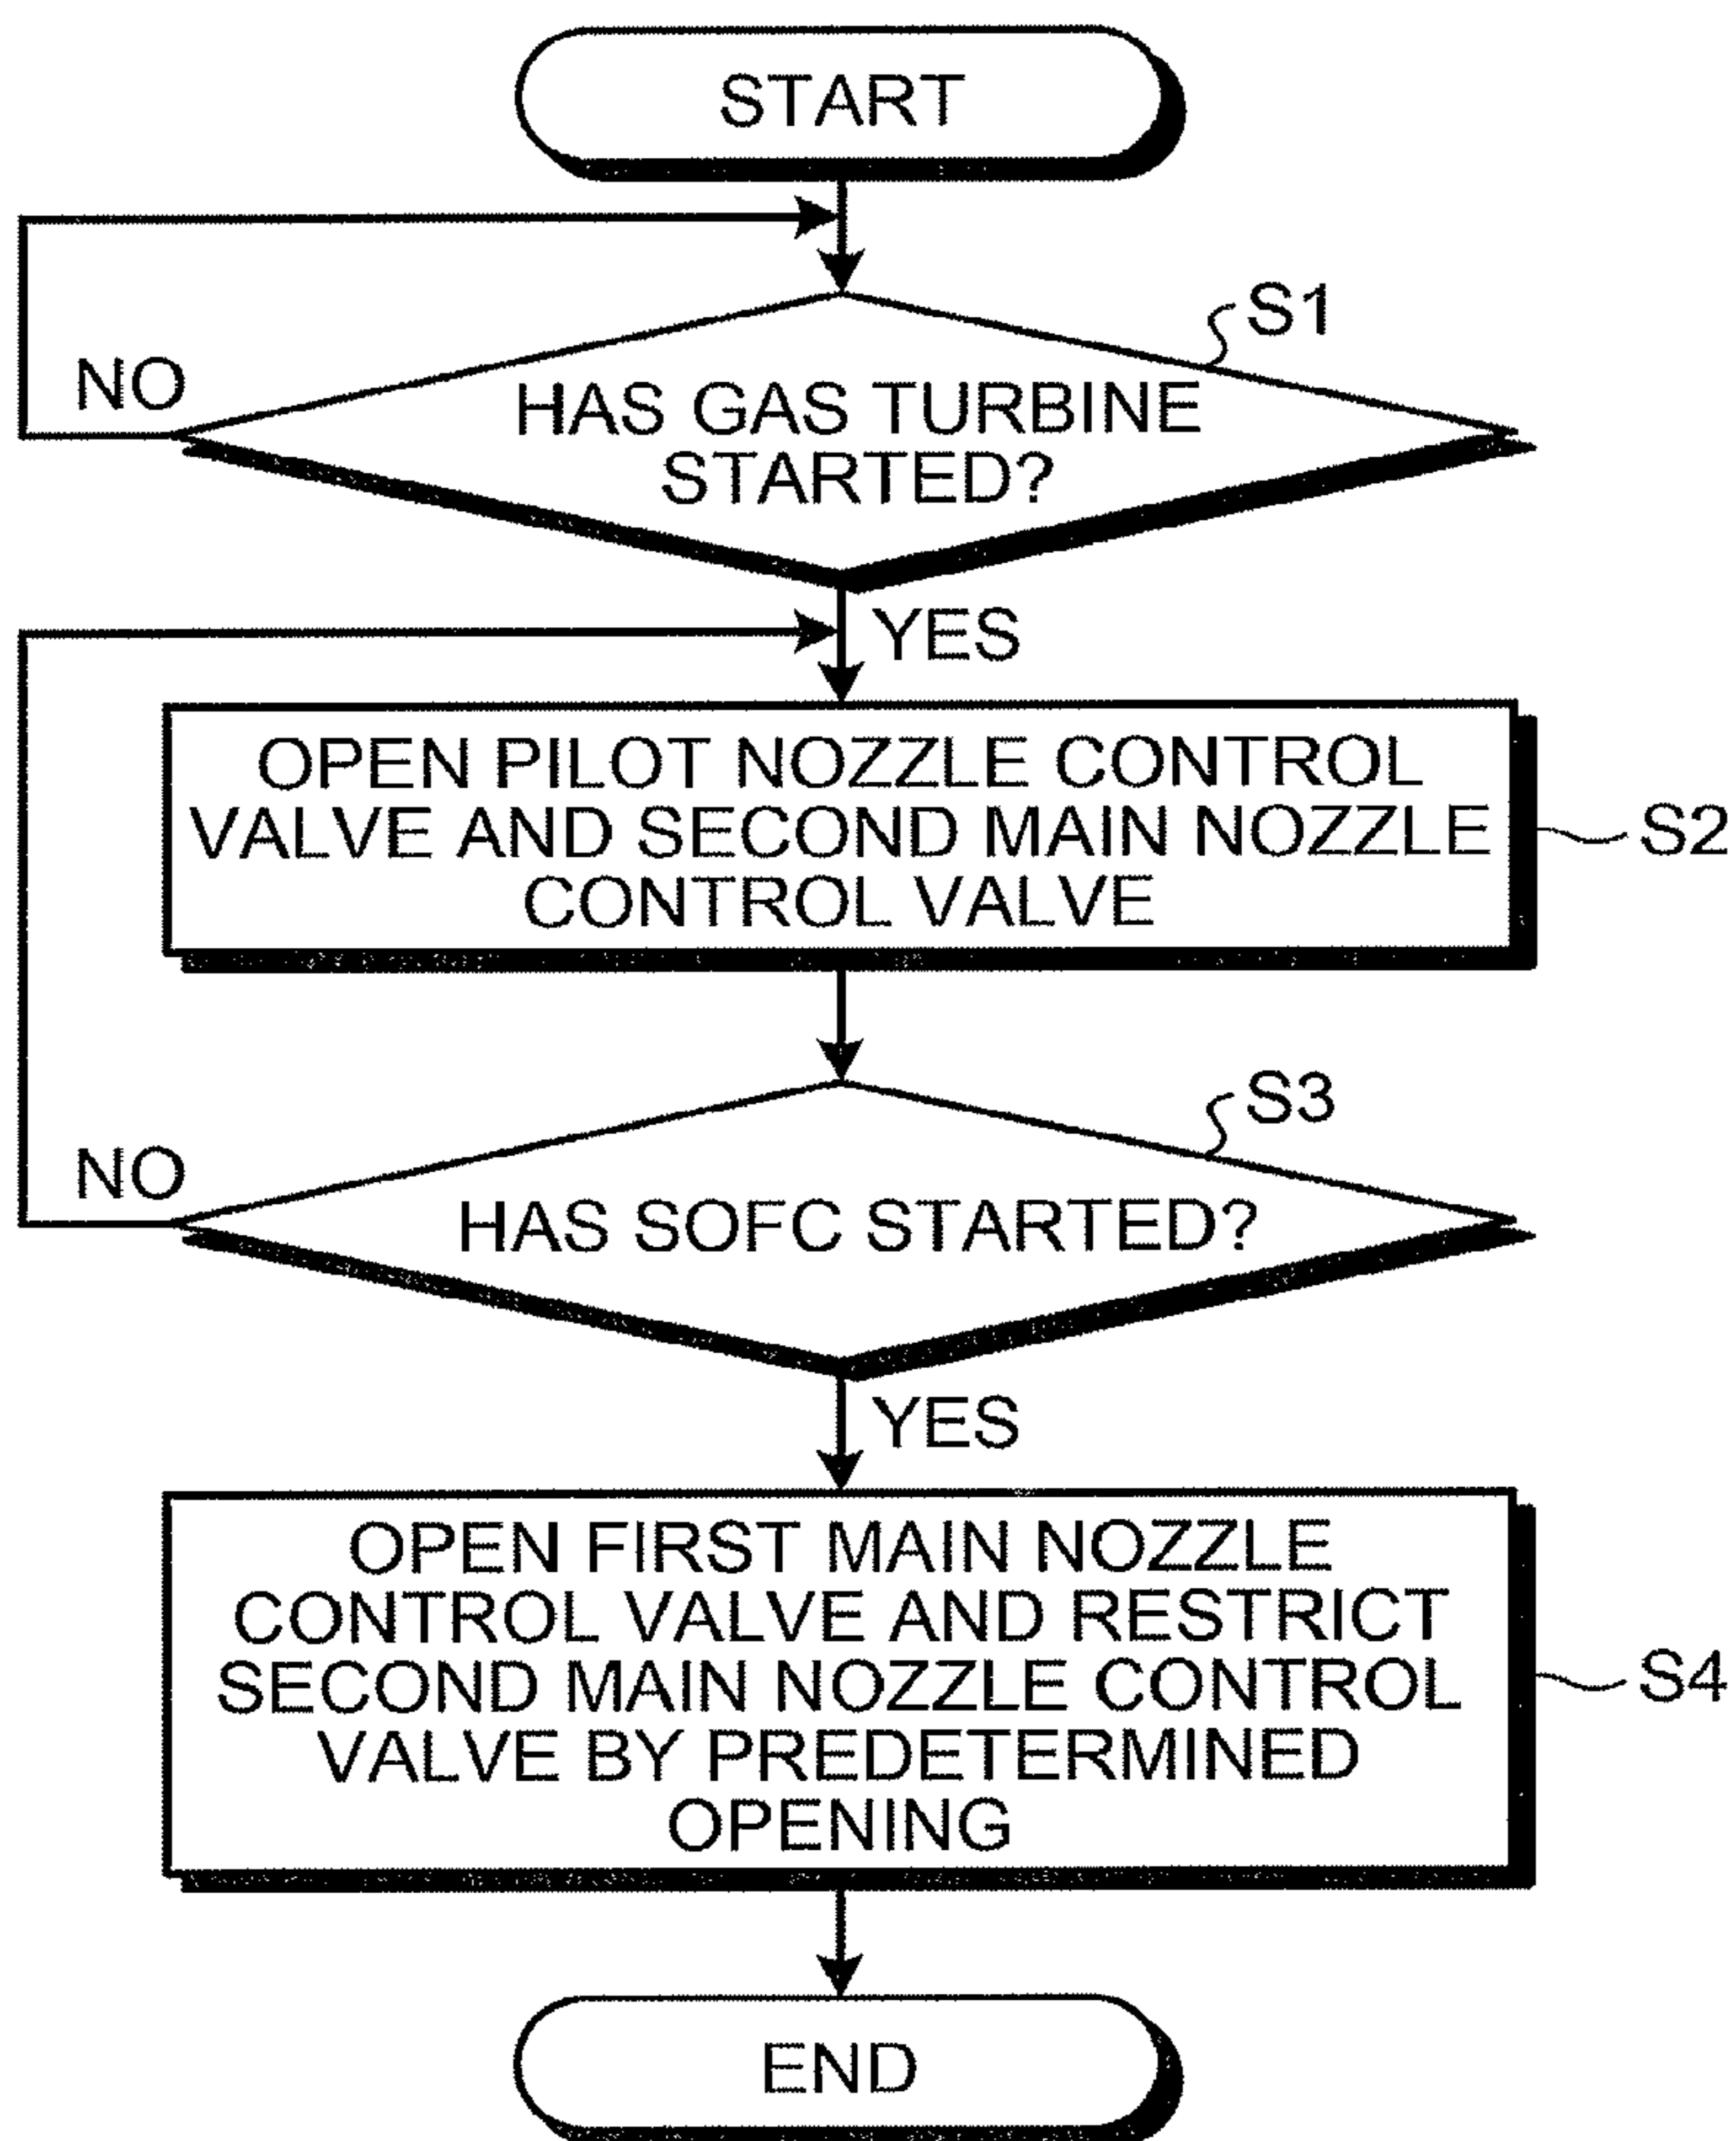 START
S1
NO
HAS GAS TURBINE
STARTED?
YES
OPEN PILOT NOZZLE CONTROL
VALVE AND SECOND MAIN NOZZLE
CONTROL VALVE
S2
S3
NO
HAS SOFC STARTED?
YES
OPEN FIRST MAIN NOZZLE
CONTROL VALVE AND RESTRICT
SECOND MAIN NOZZLE CONTROL
VALVE BY PREDETERMINED
OPENING
S4
END